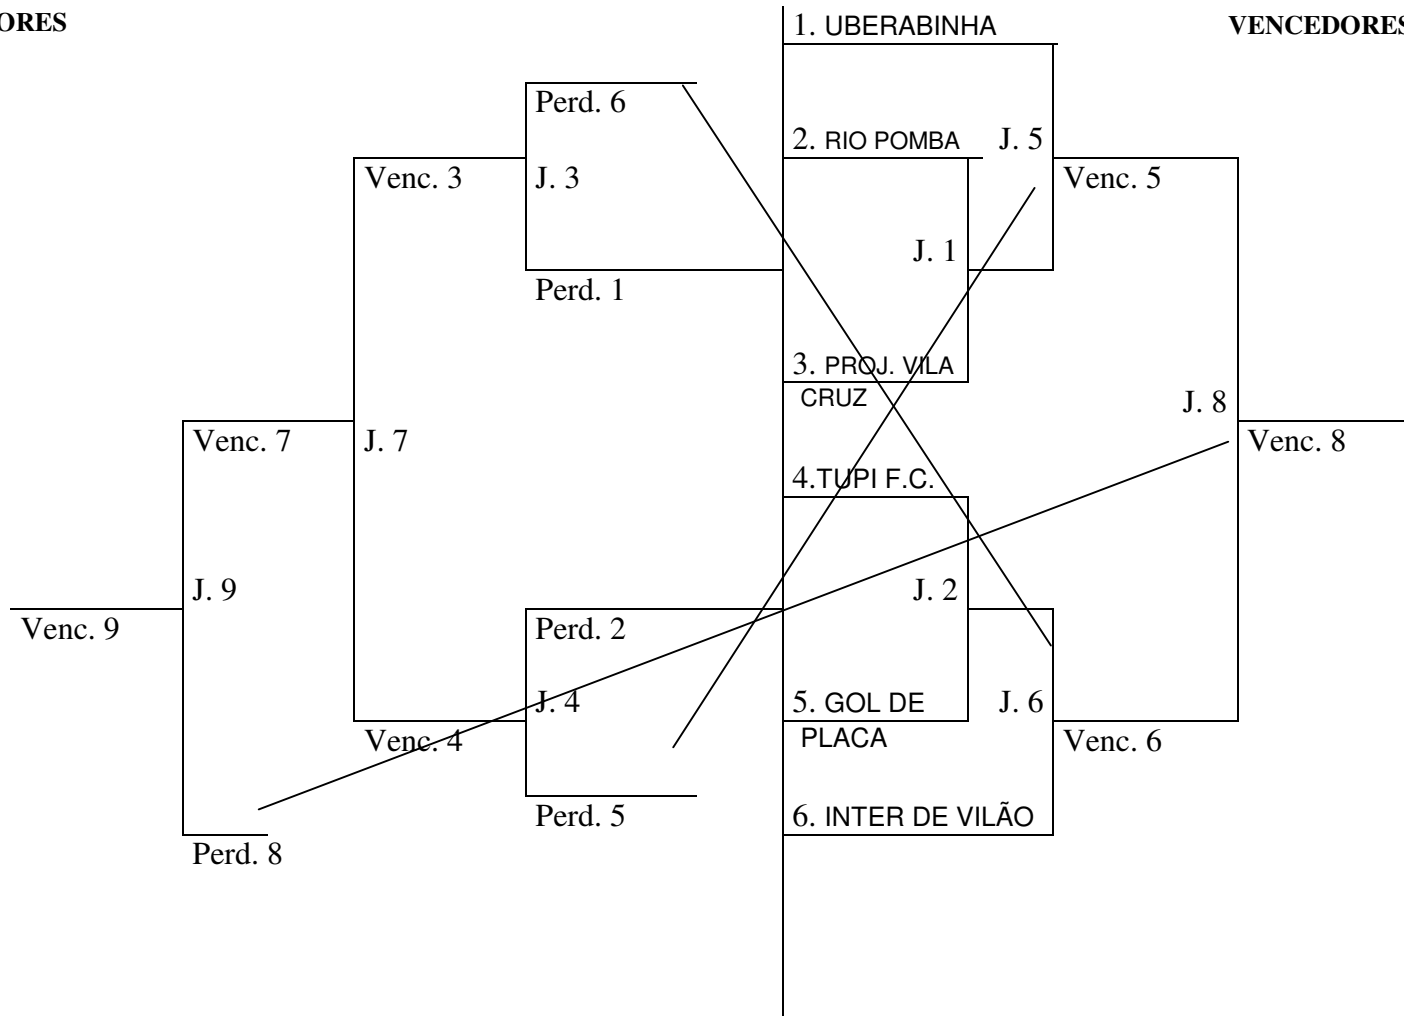 ORES
VENCEDORES
1. UBERABINHA
Perd. 6
2. RIO POMBA
J. 5
Venc. 3
J. 3
Venc. 5
J. 1
Perd. 1
3. PROJ. VILA
CRUZ
J. 8
Venc. 7
J. 7
Venc. 8
4.TUPI F.C.
J. 9
J. 2
Venc. 9
Perd. 2
J. 4
5. GOL DE
J. 6
Venc. 4
PLACA
Venc. 6
Perd. 5
6. INTER DE VILÃO
Perd. 8